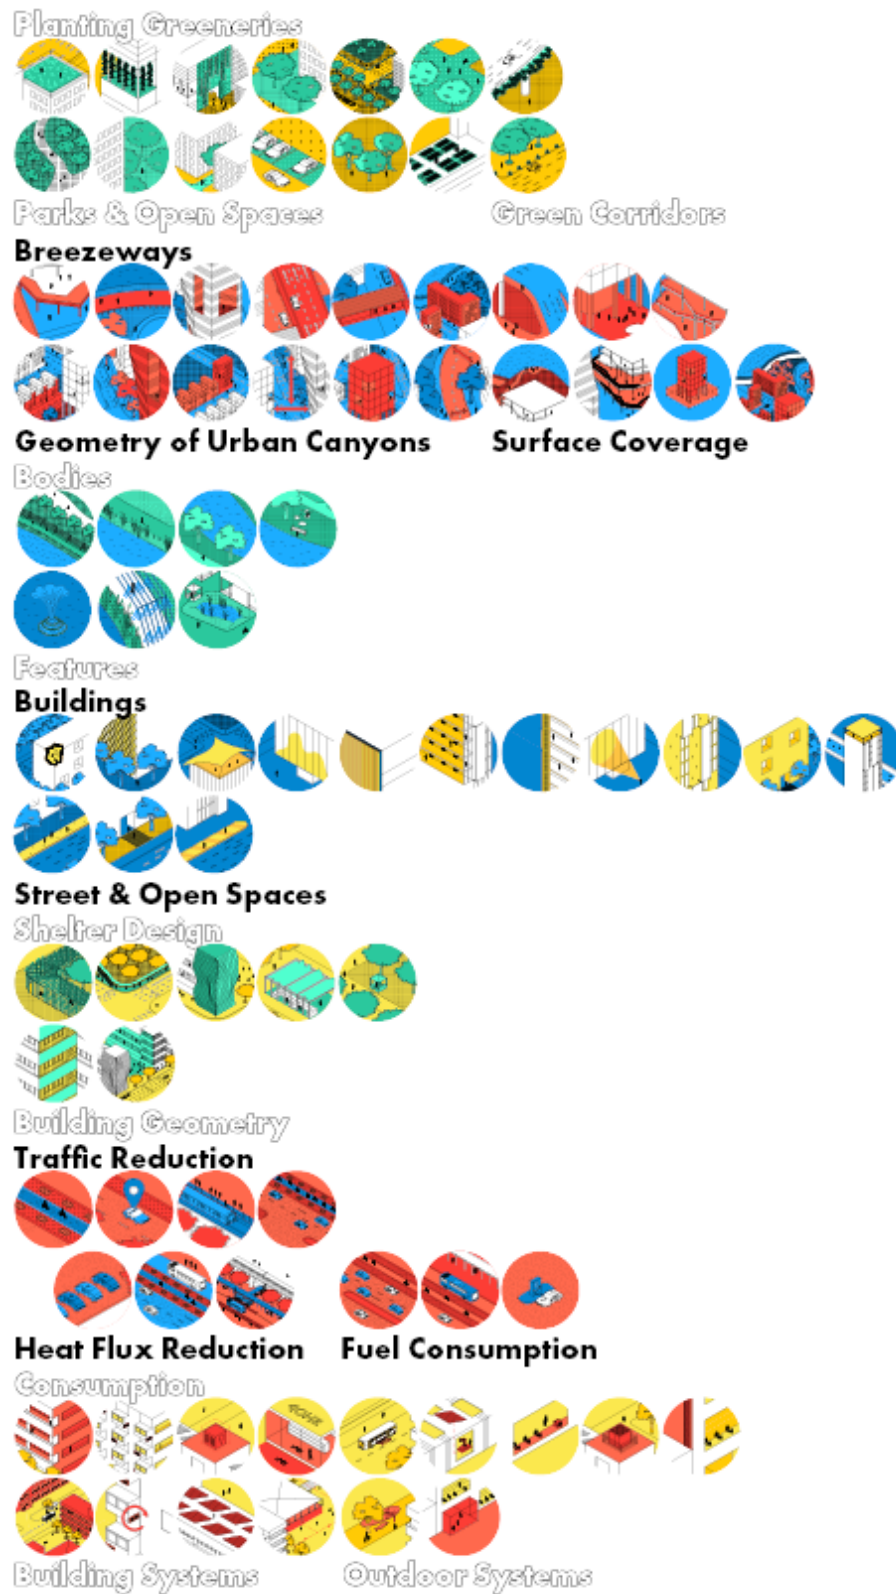 Planting Greeneries
Parks & Open Spaces Green Corridors
Breezeways
Geometry of Urban Canyons Surface Coverage
Bodies
Features
Buildings
Street & Open Spaces
Shelter Design
Building Geometry
Traffic Reduction
Heat Flux Reduction Fuel Consumption
Consumption
Building Systems Outdoor Systems